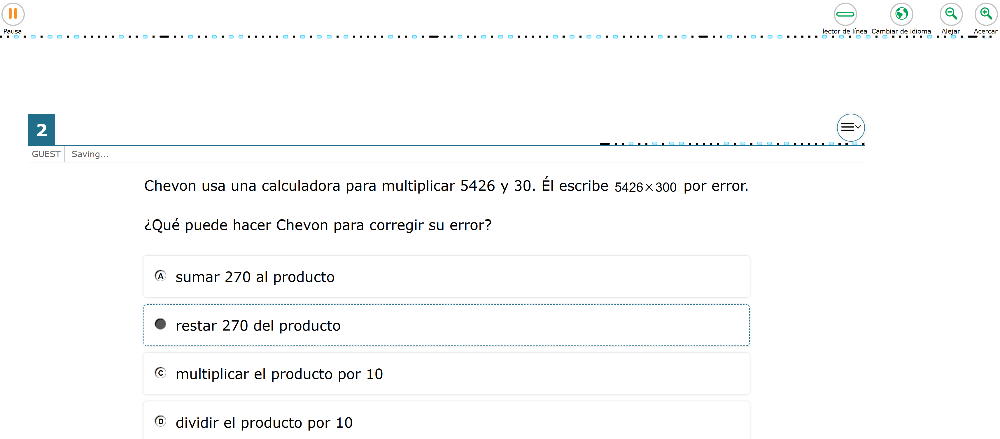 Pausa
lector de línea Cambiar de idioma Alejar Acercar
2
GUEST Saving...
Chevon usa una calculadora para multiplicar 5426 y 30. Él escribe 5426×300 por error.
¿Qué puede hacer Chevon para corregir su error?
A sumar 270 al producto
restar 270 del producto
C multiplicar el producto por 10
D dividir el producto por 10